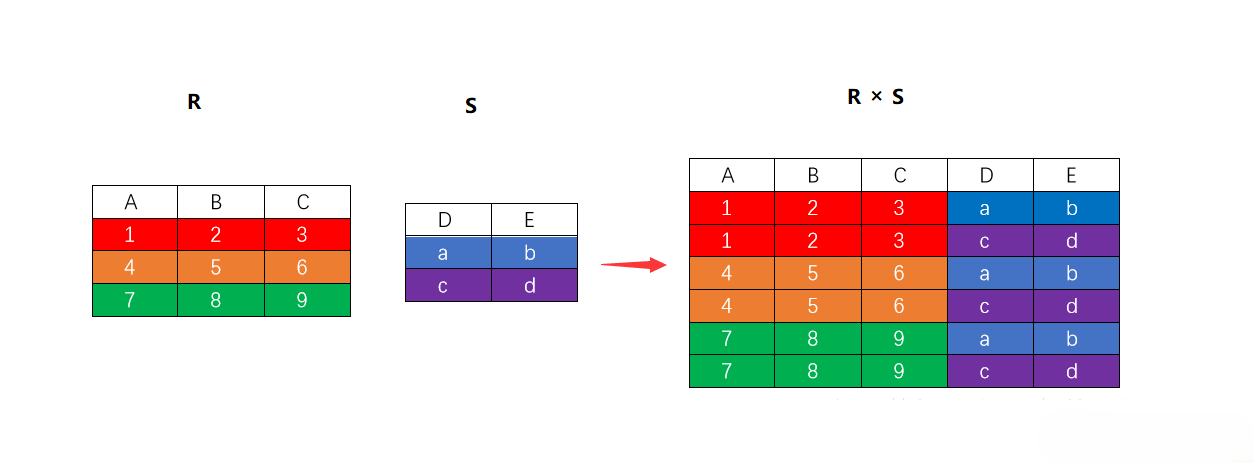 R
S
R × S
A B C
1 2 3
4 5 6
7 8 9
D E
a b
c d
A B C D E
1 2 3 a b
1 2 3 c d
4 5 6 a b
4 5 6 c d
7 8 9 a b
7 8 9 c d